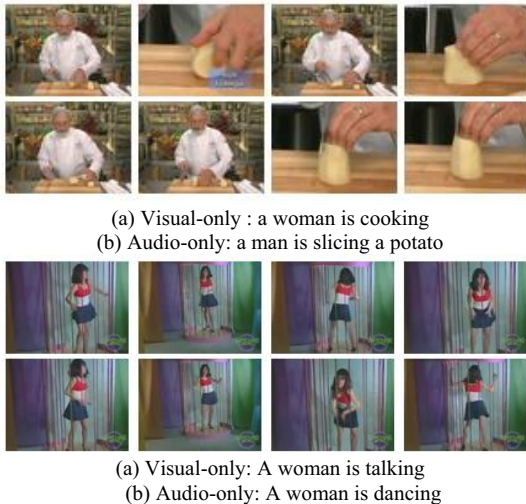 (a) Visual-only : a woman is cooking
(b) Audio-only: a man is slicing a potato
(a) Visual-only: A woman is talking
(b) Audio-only: A woman is dancing